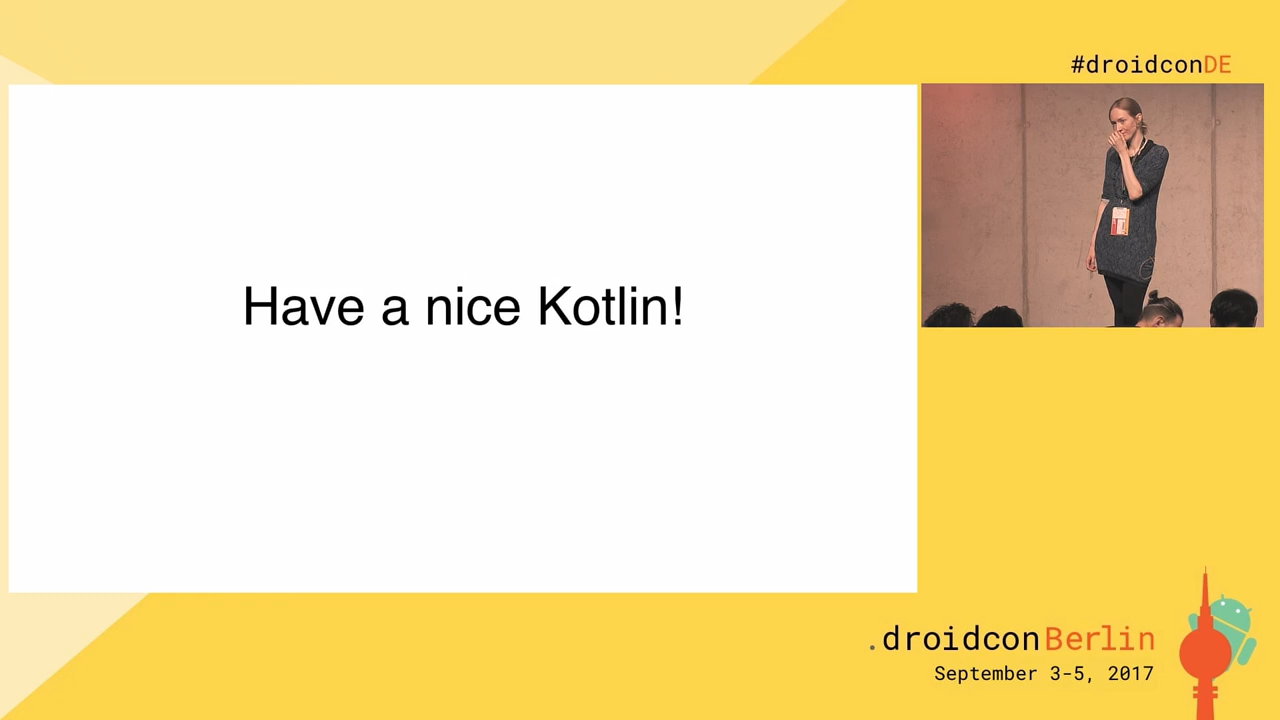 #droidconDE
Have a nice Kotlin!
.droidconBerlin
September 3-5, 2017